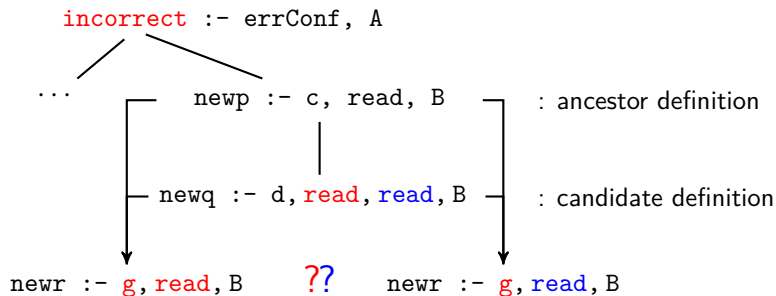 incorrect :- errConf, A
...
newp :- c, read, B
: ancestor definition
newq :- d, read, read, B
: candidate definition
newr :- g, read, B
??
newr :- g, read, B